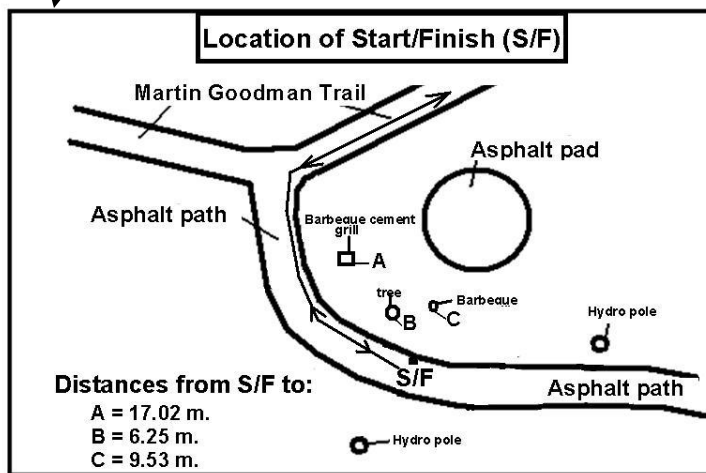 Location of Start/Finish (S/F)
Martin Goodman Trail
Asphalt pad
Asphalt path
Barbeque cement
grill
A
tree
B
Barbeque
C
Hydro pole
S/F
Asphalt path
Distances from S/F to:
A = 17.02 m.
B = 6.25 m.
C = 9.53 m.
Hydro pole